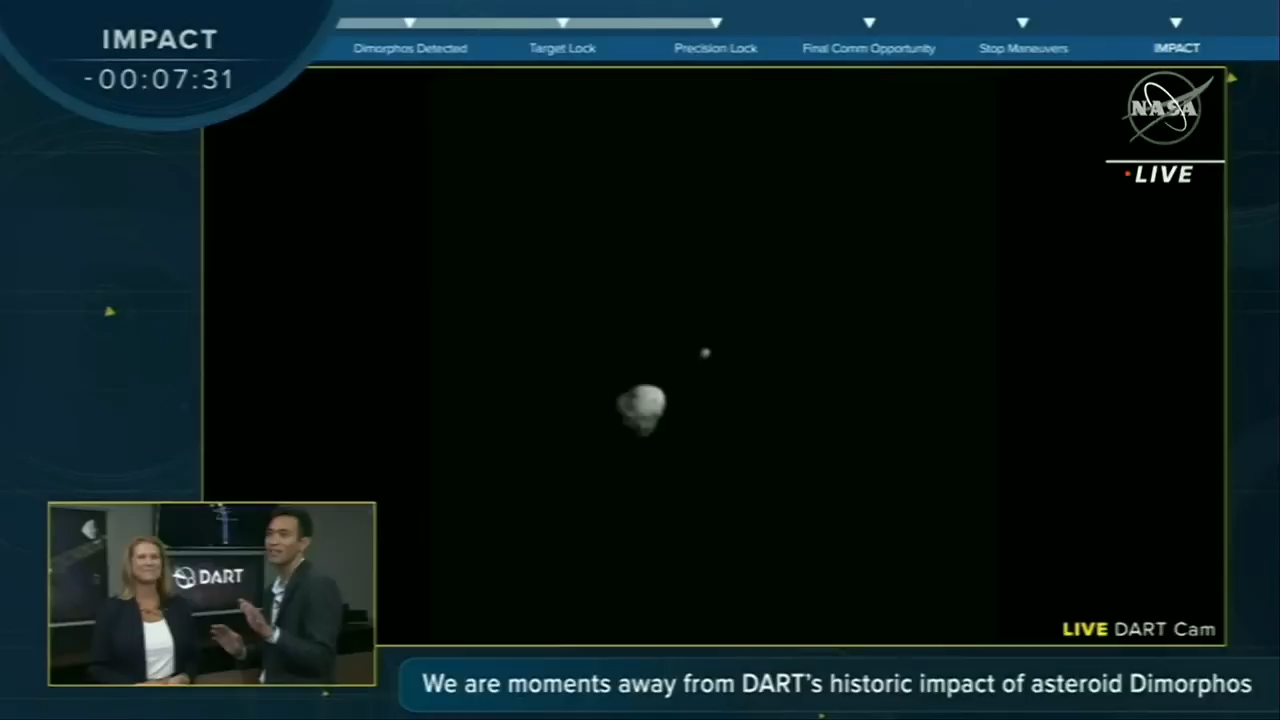 IMPACT
-00:07:31
Dimorphos Detected
Target Lock
Precision Lock
Final Comm Opportunity
Stop Maneuvers
IMPACT
NASA
LIVE
DART
LIVE DART Cam
We are moments away from DART's historic impact of asteroid Dimorphos